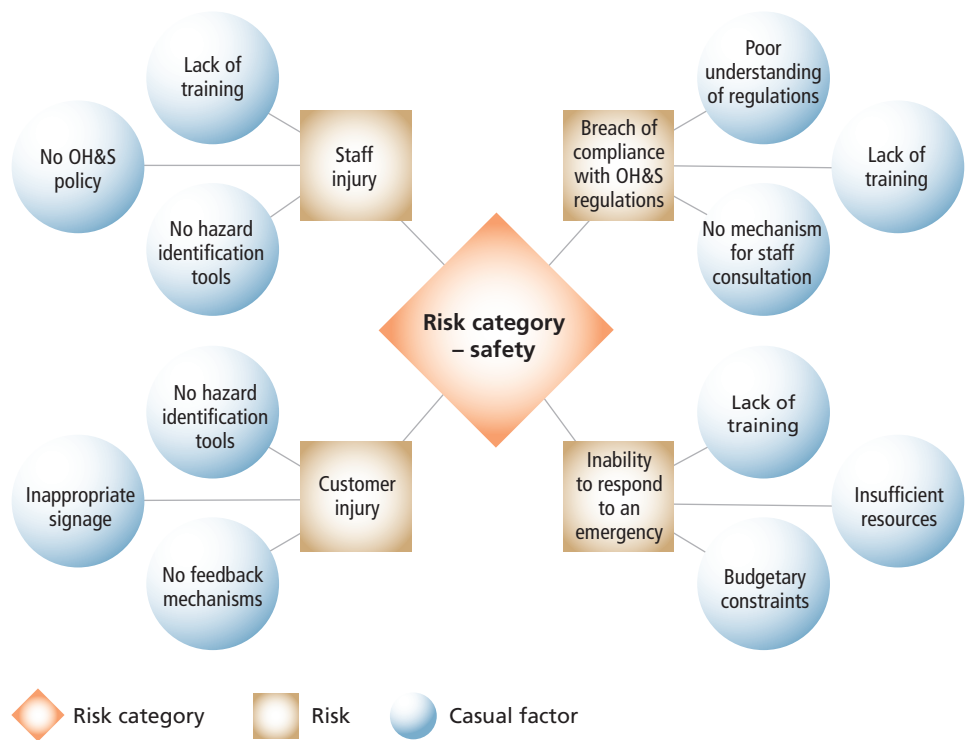 Lack of
training
No OH&S
policy
No hazard
identification
tools
Staff
injury
Poor
understanding
of regulations
Breach of
compliance
with OH&S
regulations
Lack of
training
No mechanism
for staff
consultation
Risk category
– safety
No hazard
identification
tools
Inappropriate
signage
No feedback
mechanisms
Customer
injury
Lack of
training
Inability
to respond
to an
emergency
Insufficient
resources
Budgetary
constraints
Risk category
Risk
Casual factor